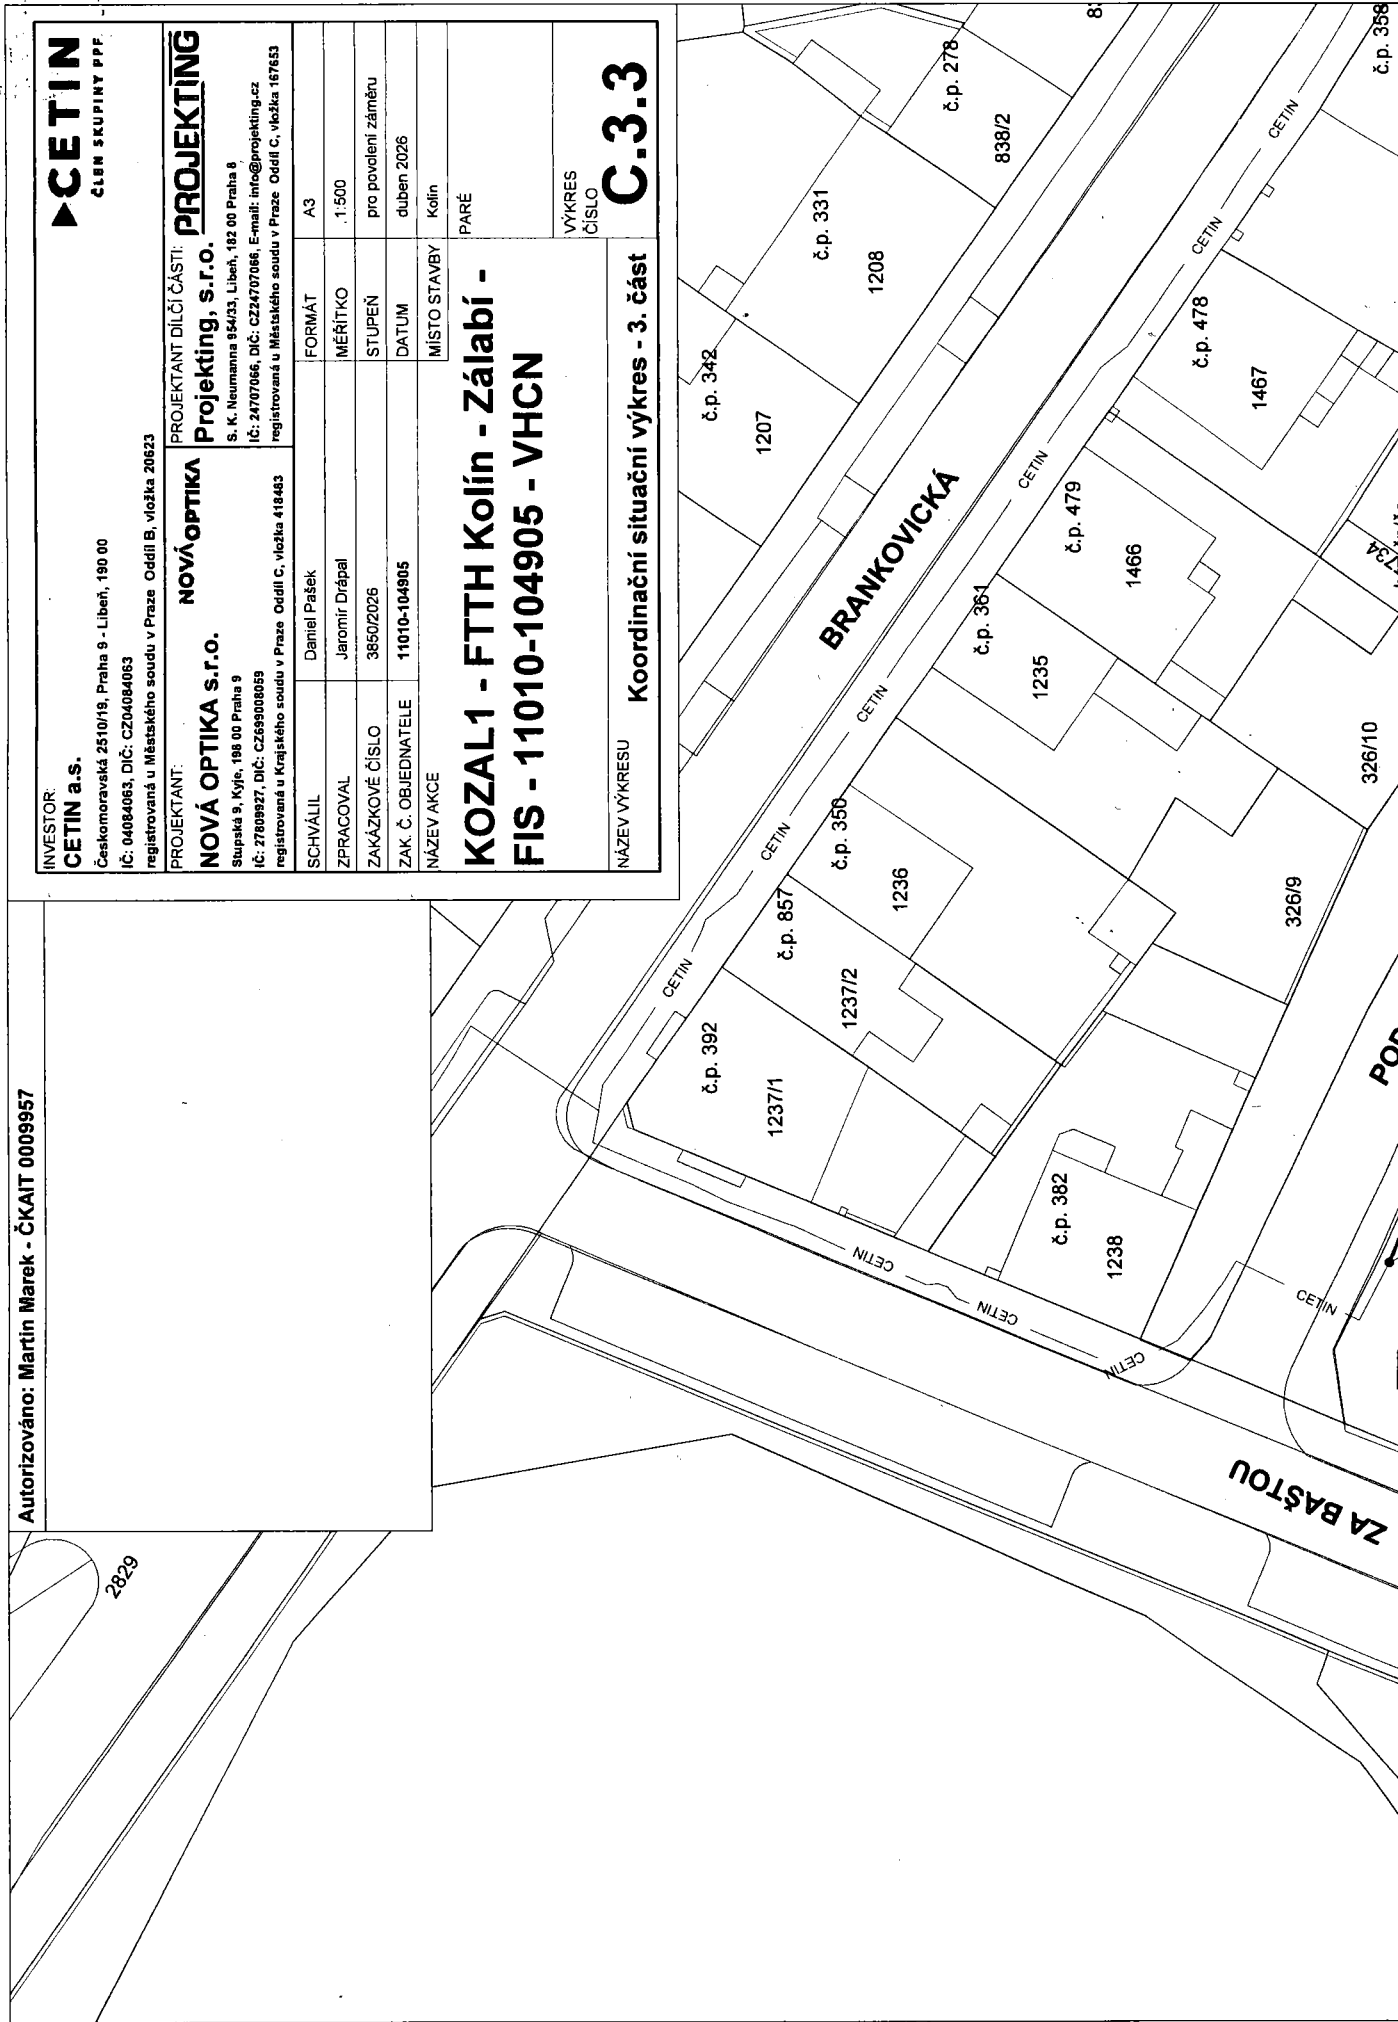 Autorizováno: Martin Marek - ČKAIT 0009957
INVESTOR:
CETIN a.s.
Českomoravská 2510/19, Praha 9 - Libeň, 190 00
IČ: 04084063, DIČ: CZ04084063
registrovaná u Městského soudu v Praze Oddíl B, vložka 20623
CETIN
ČLEN SKUPINY PPF
PROJEKTANT:
NOVÁ OPTIKA
NOVÁ OPTIKA s.r.o.
Stupská 9, Kyje, 198 00 Praha 9
IČ: 27809927, DIČ: CZ699008059
registrovaná u Krajského soudu v Praze Oddíl C, vložka 418483
PROJEKTANT DÍLČÍ ČÁSTI:
PROJEKTING
Projekting, s.r.o.
S. K. Neumanna 954/33, Libeň, 182 00 Praha 8
IČ: 24707066, DIČ: CZ24707066, E-mail: info@projekting.cz
registrovaná u Městského soudu v Praze Oddíl C, vložka 167653
SCHVÁLIL Daniel Pašek FORMÁT A3
ZPRACOVAL Jaromír Drápal MĚŘÍTKO 1:500
ZAKÁZKOVÉ ČÍSLO 3850/2026 STUPEŇ pro povolení záměru
ZAK. Č. OBJEDNATELE 11010-104905 DATUM duben 2026
NÁZEV AKCE MÍSTO STAVBY Kolín
KOZAL1 - FTTH Kolín - Zálabí -
FIS - 11010-104905 - VHCN
PARÉ
NÁZEV VÝKRESU
Koordinační situační výkres - 3. část
VÝKRES
ČÍSLO
C.3.3
2829
č.p. 342
1207
č.p. 331
1208
č.p. 278
838/2
BRANKOVICKÁ
CETIN
CETIN
CETIN
CETIN
CETIN
CETIN
č.p. 392
1237/1
č.p. 857
1237/2
č.p. 350
1236
č.p. 361
1235
č.p. 479
1466
č.p. 478
1467
č.p. 358
č.p. 382
1238
326/9
326/10
CETIN
CETIN
CETIN
CETIN
ZA BAŠTOU